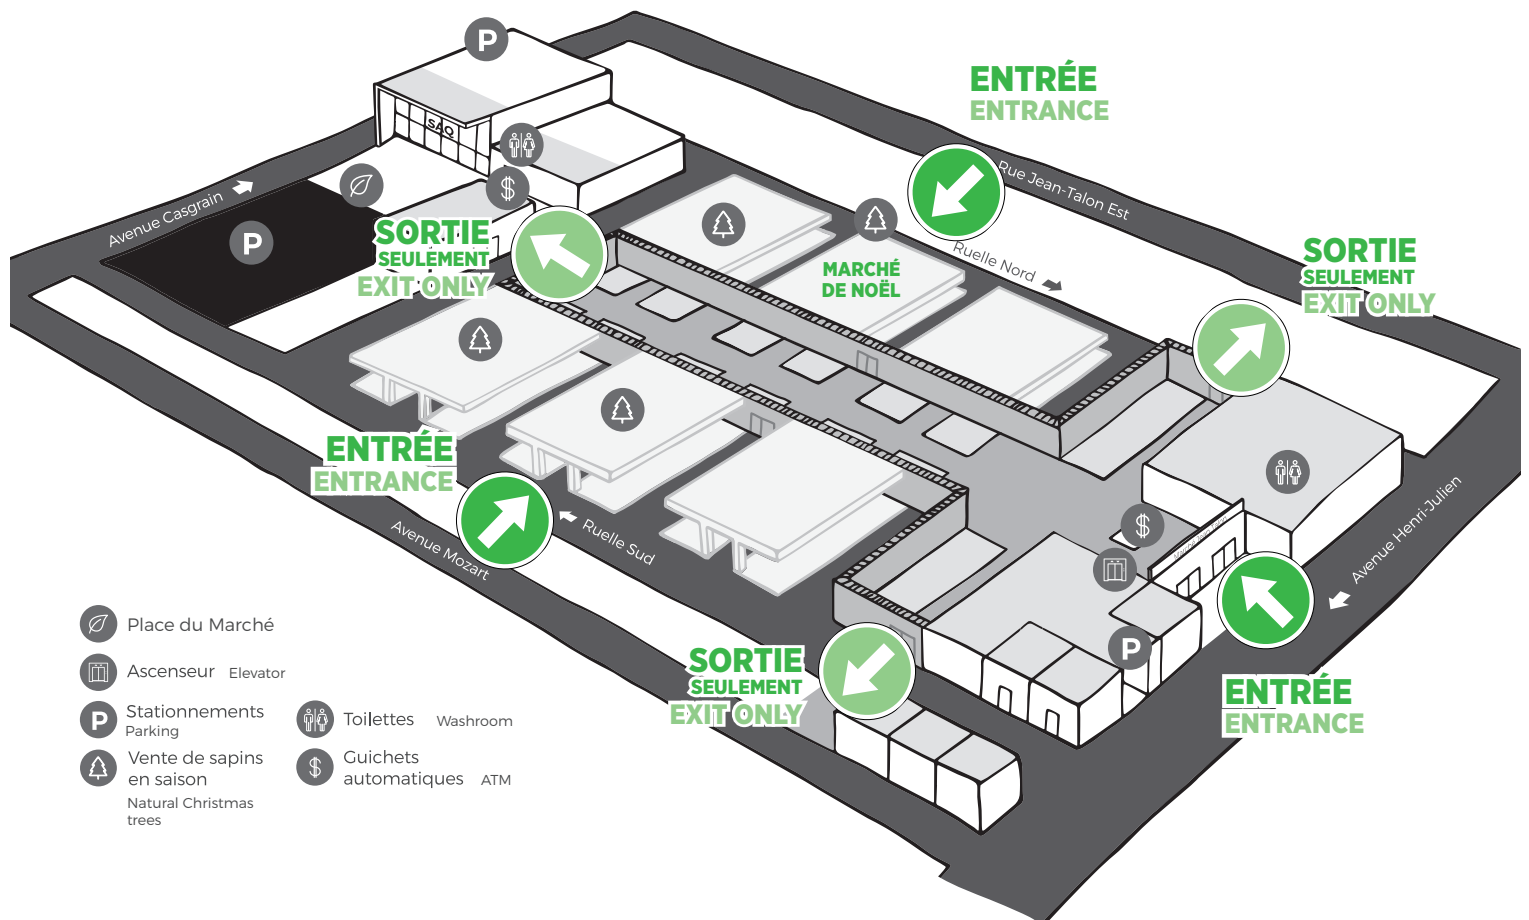 P
SAQ
ENTRÉE
ENTRANCE
Rue Jean-Talon Est
Avenue Casgrain
P
$
SORTIE
SEULEMENT
EXIT ONLY
Ruelle Nord
MARCHÉ
DE NOËL
SORTIE
SEULEMENT
EXIT ONLY
ENTRÉE
ENTRANCE
Avenue Mozart
Ruelle Sud
$
Avenue Henri-Julien
P
SORTIE
SEULEMENT
EXIT ONLY
ENTRÉE
ENTRANCE
Place du Marché
Ascenseur Elevator
P Stationnements
Parking
Toilettes Washroom
Vente de sapins
en saison
Natural Christmas
trees
$ Guichets
automatiques ATM